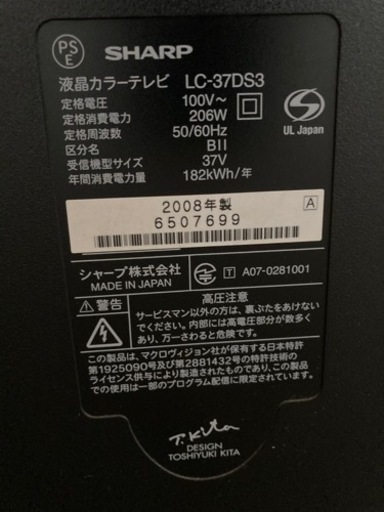 PS
E
SHARP
液晶カラーテレビ LC-37DS3
定格電圧 100V~
定格消費電力 206W
定格周波数 50/60Hz
区分名 BII
受信機型サイズ 37V
年間消費電力量 182kWh/年
UL Japan
2008年製 A
6507699
シャープ株式会社
MADE IN JAPAN
T A07-0281001
警告 高圧注意
サービスマン以外の方は、裏ぶたをあけない
でください。内部には高電圧部分が数多く
あり、万一さわると危険です。
この製品は、マクロヴィジョン社が保有する日本特許
第1925090号及び第2881432号の特許技術の
ライセンス供与により製造されたものです。この製品
での使用は一部のプログラム配信に限定されています。
T. Kita
DESIGN
TOSHIYUKI KITA